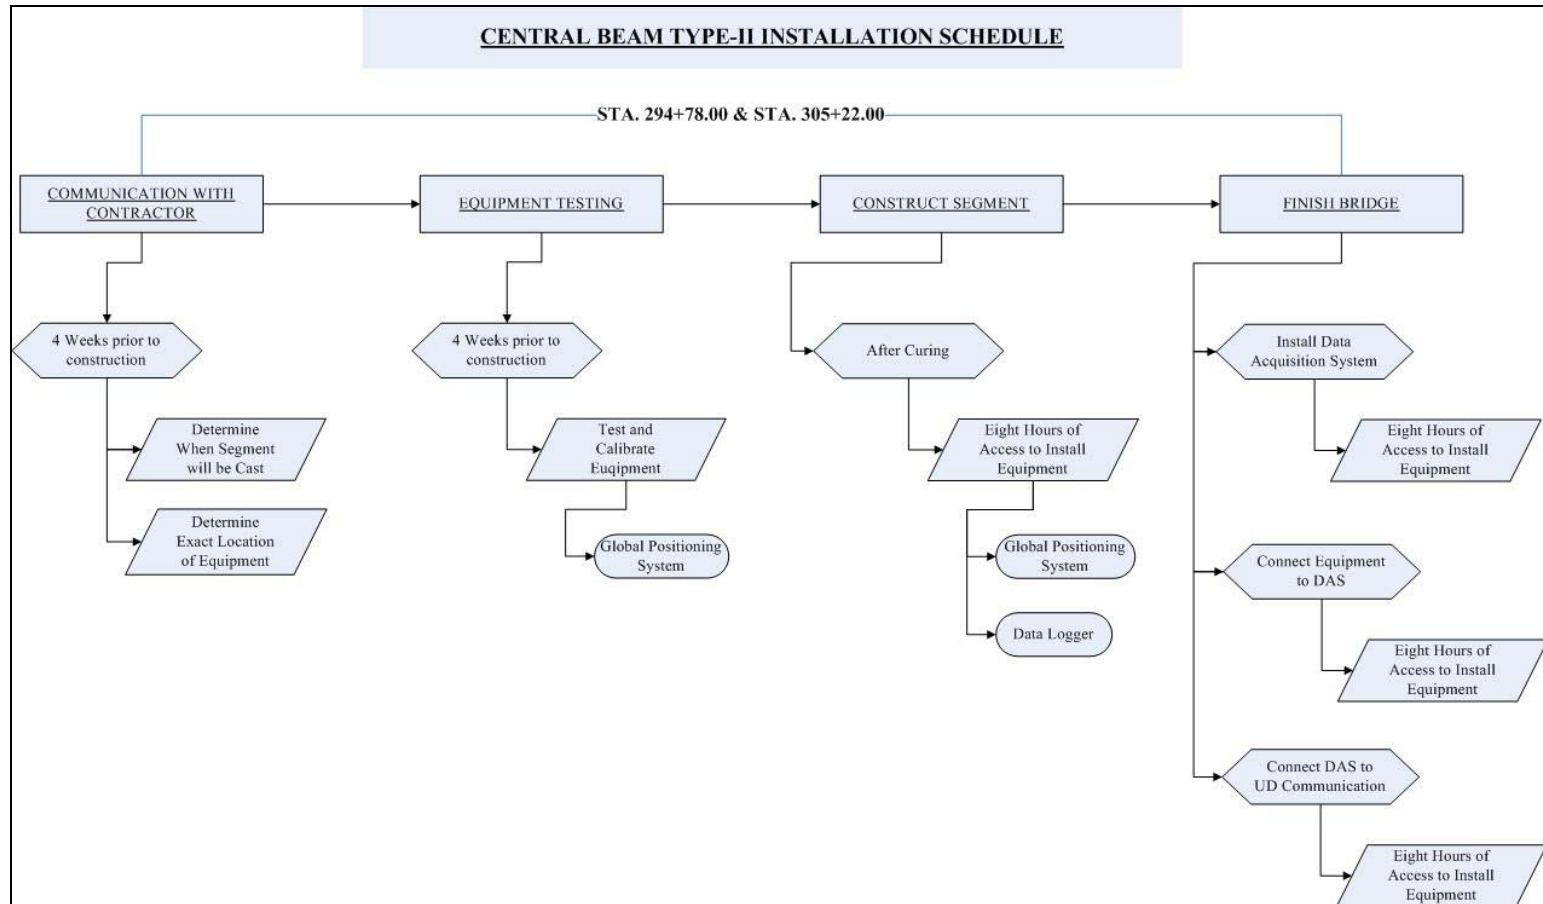 CENTRAL BEAM TYPE-II INSTALLATION SCHEDULE
STA. 294+78.00 & STA. 305+22.00
COMMUNICATION WITH
CONTRACTOR
4 Weeks prior to
construction
Determine
When Segment
will be Cast
Determine
Exact Location
of Equipment
EQUIPMENT TESTING
4 Weeks prior to
construction
Test and
Calibrate
Euqipment
Global Positioning
System
CONSTRUCT SEGMENT
After Curing
Eight Hours of
Access to Install
Equipment
Global Positioning
System
Data Logger
FINISH BRIDGE
Install Data
Acquisition System
Eight Hours of
Access to Install
Equipment
Connect Equipment
to DAS
Eight Hours of
Access to Install
Equipment
Connect DAS to
UD Communication
Eight Hours of
Access to Install
Equipment